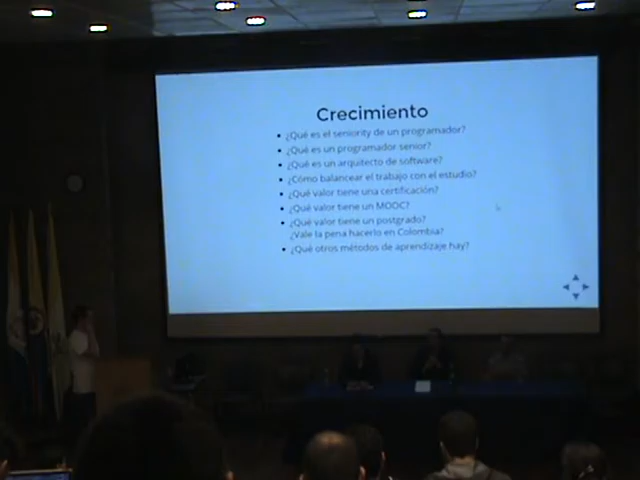 Crecimiento
¿Qué es el seniority de un programador?
¿Qué es un programador senior?
¿Qué es un arquitecto de software?
¿Cómo balancear el trabajo con el estudio?
¿Qué valor tiene una certificación?
¿Qué valor tiene un MOOC?
¿Qué valor tiene un postgrado?
¿Vale la pena hacerlo en Colombia?
¿Qué otros métodos de aprendizaje hay?